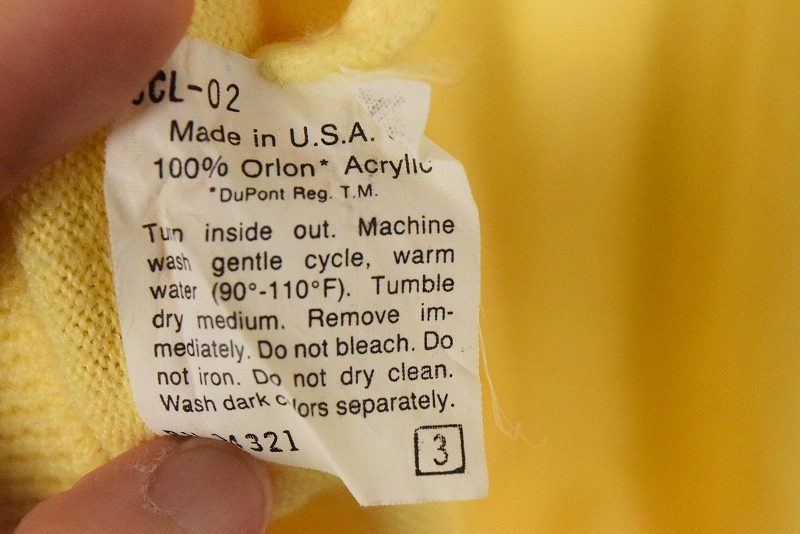 CL-02
Made in U.S.A.
100% Orlon* Acrylic
*DuPont Reg. T.M.
Turn inside out. Machine
wash gentle cycle, warm
water (90°-110°F). Tumble
dry medium. Remove im-
mediately. Do not bleach. Do
not iron. Do not dry clean.
Wash dark colors separately.
4321
3